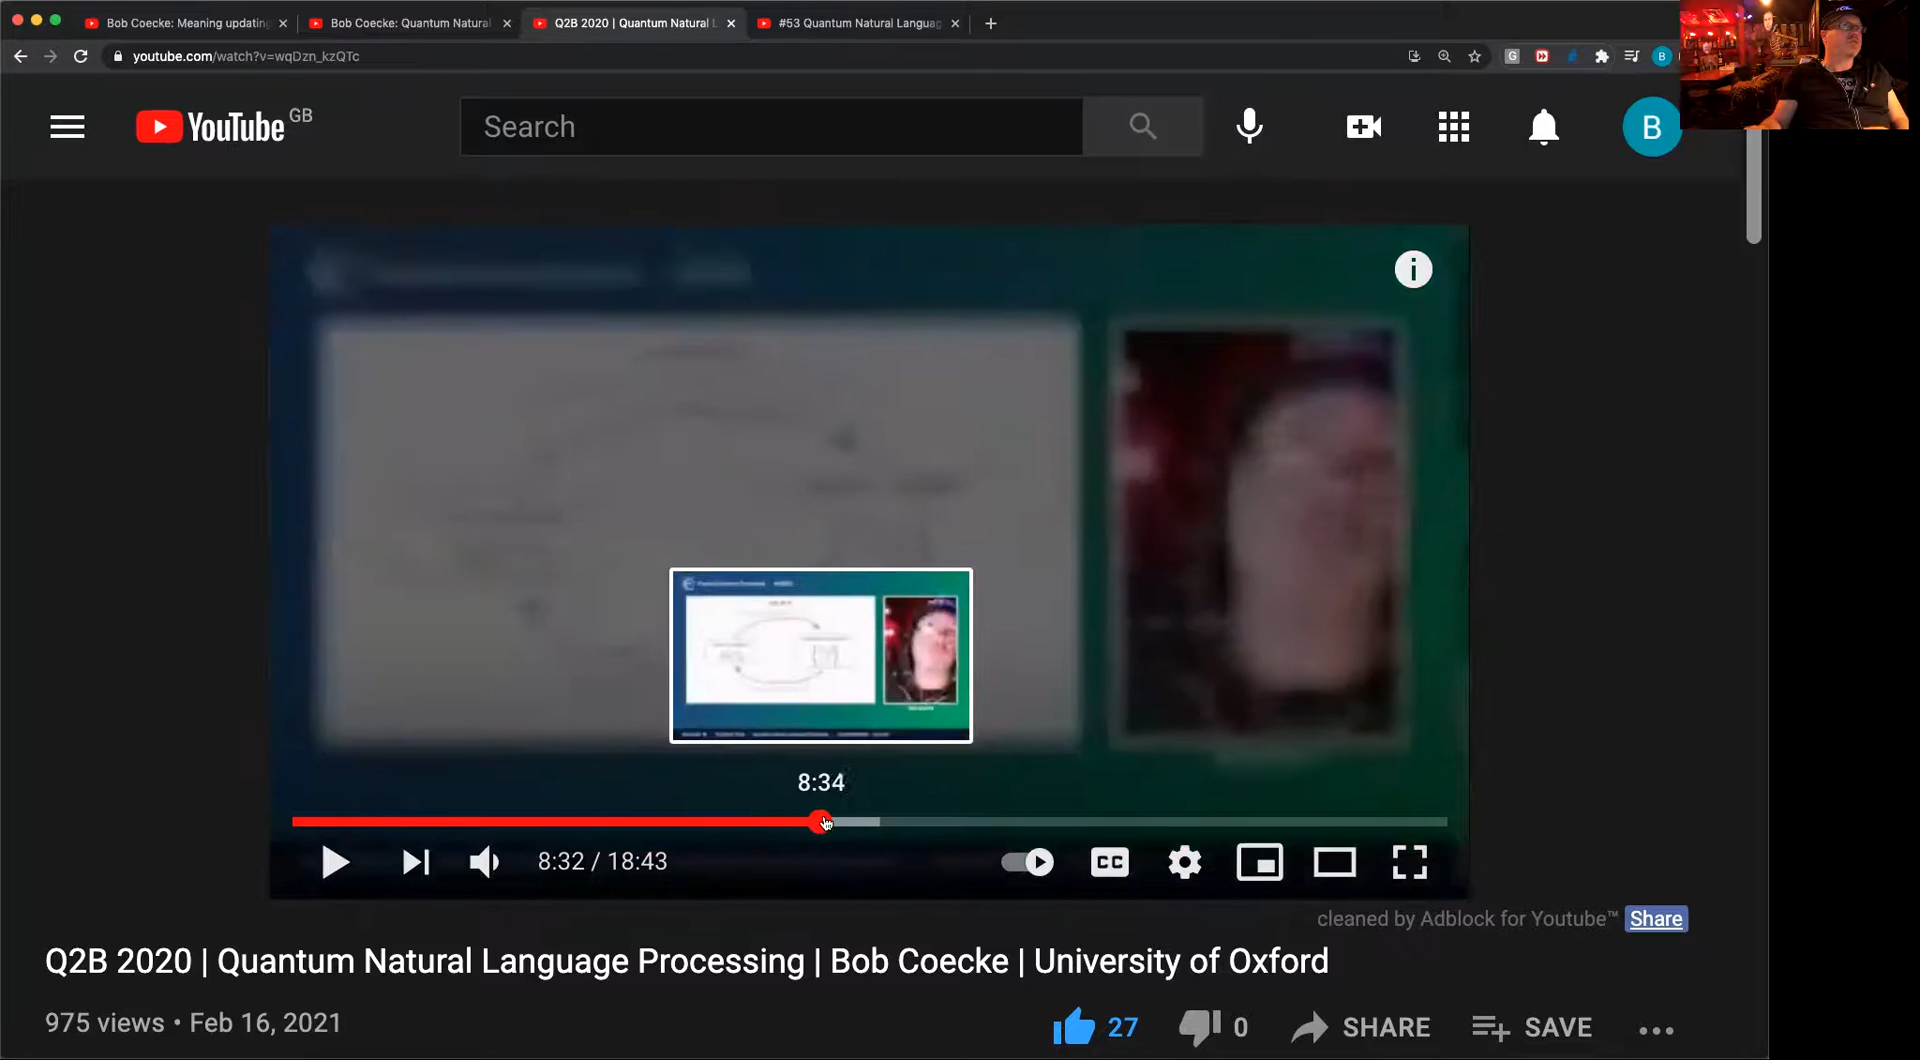 Bob Coecke: Meaning updating
Bob Coecke: Quantum Natural
Q2B 2020 | Quantum Natural L
#53 Quantum Natural Languag
youtube.com/watch?v=wqDzn_kzQTc
G
B
YouTube GB
Search
B
8:34
8:32 / 18:43
CC
cleaned by Adblock for Youtube™ Share
Q2B 2020 | Quantum Natural Language Processing | Bob Coecke | University of Oxford
975 views • Feb 16, 2021
27
0
SHARE
SAVE